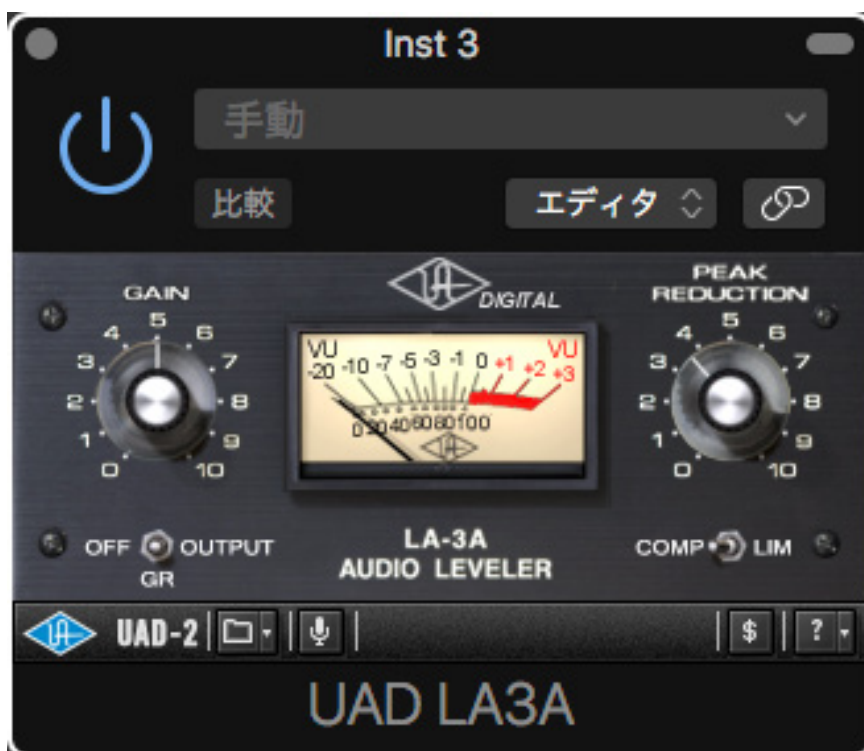 Inst 3
手動
比較 エディタ
GAIN
0 1 2 3 4 5 6 7 8 9 10
UA DIGITAL
VU VU
-20 -10 -7 -5 -3 -1 0 +1 +2 +3
0 20 40 60 80 100
PEAK
REDUCTION
0 1 2 3 4 5 6 7 8 9 10
OFF OUTPUT
GR
LA-3A
AUDIO LEVELER
COMP LIM
UA UAD-2 $ ?
UAD LA3A